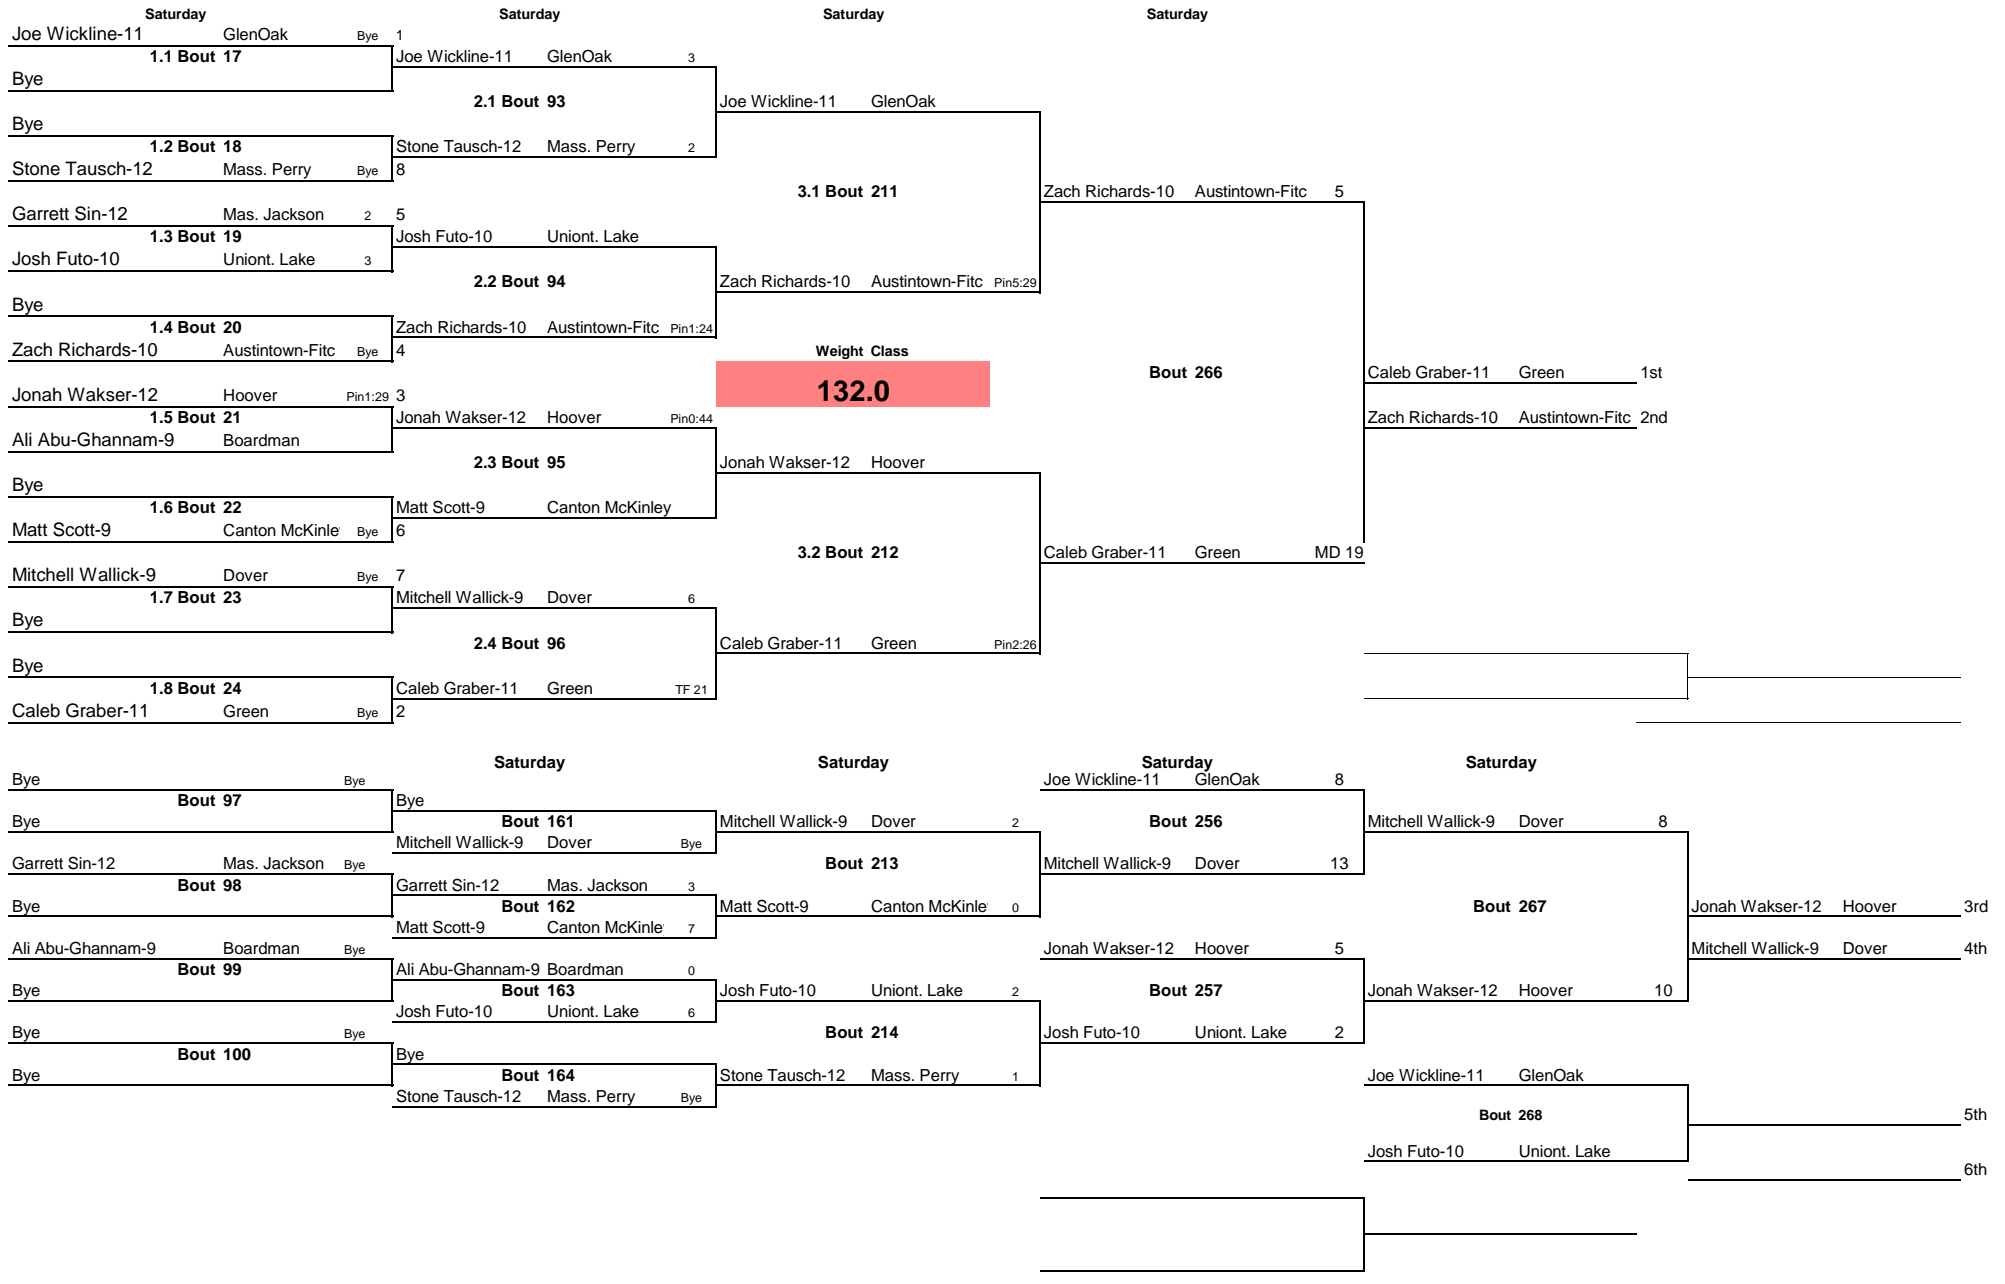 Saturday Saturday Saturday Saturday
Joe Wickline-11 GlenOak Bye 1
1.1 Bout 17 Joe Wickline-11 GlenOak 3
Bye
2.1 Bout 93 Joe Wickline-11 GlenOak
Bye
1.2 Bout 18 Stone Tausch-12 Mass. Perry 2
Stone Tausch-12 Mass. Perry Bye 8
3.1 Bout 211 Zach Richards-10 Austintown-Fitc 5
Garrett Sin-12 Mas. Jackson 2 5
1.3 Bout 19 Josh Futo-10 Uniont. Lake
Josh Futo-10 Uniont. Lake 3
2.2 Bout 94 Zach Richards-10 Austintown-Fitc Pin5:29
Bye
1.4 Bout 20 Zach Richards-10 Austintown-Fitc Pin1:24
Zach Richards-10 Austintown-Fitc Bye 4 Weight Class
Bout 266 Caleb Graber-11 Green 1st
Jonah Wakser-12 Hoover Pin1:29 3 132.0
1.5 Bout 21 Jonah Wakser-12 Hoover Pin0:44 Zach Richards-10 Austintown-Fitc 2nd
Ali Abu-Ghannam-9 Boardman
2.3 Bout 95 Jonah Wakser-12 Hoover
Bye
1.6 Bout 22 Matt Scott-9 Canton McKinley
Matt Scott-9 Canton McKinle Bye 6
3.2 Bout 212 Caleb Graber-11 Green MD 19
Mitchell Wallick-9 Dover Bye 7
1.7 Bout 23 Mitchell Wallick-9 Dover 6
Bye
2.4 Bout 96 Caleb Graber-11 Green Pin2:26
Bye
1.8 Bout 24 Caleb Graber-11 Green TF 21
Caleb Graber-11 Green Bye 2
Saturday Saturday Saturday Saturday
Bye Bye Joe Wickline-11 GlenOak 8
Bout 97 Bye
Bye Bout 161 Mitchell Wallick-9 Dover 2 Bout 256 Mitchell Wallick-9 Dover 8
Mitchell Wallick-9 Dover Bye
Garrett Sin-12 Mas. Jackson Bye Bout 213 Mitchell Wallick-9 Dover 13
Bout 98 Garrett Sin-12 Mas. Jackson 3
Bye Bout 162 Matt Scott-9 Canton McKinle 0 Bout 267 Jonah Wakser-12 Hoover 3rd
Matt Scott-9 Canton McKinle 7
Ali Abu-Ghannam-9 Boardman Bye Jonah Wakser-12 Hoover 5 Mitchell Wallick-9 Dover 4th
Bout 99 Ali Abu-Ghannam-9 Boardman 0
Bye Bout 163 Josh Futo-10 Uniont. Lake 2 Bout 257 Jonah Wakser-12 Hoover 10
Josh Futo-10 Uniont. Lake 6
Bye Bye Bout 214 Josh Futo-10 Uniont. Lake 2
Bout 100 Bye
Bye Bout 164 Stone Tausch-12 Mass. Perry 1 Joe Wickline-11 GlenOak
Stone Tausch-12 Mass. Perry Bye
Bout 268 5th
Josh Futo-10 Uniont. Lake
6th